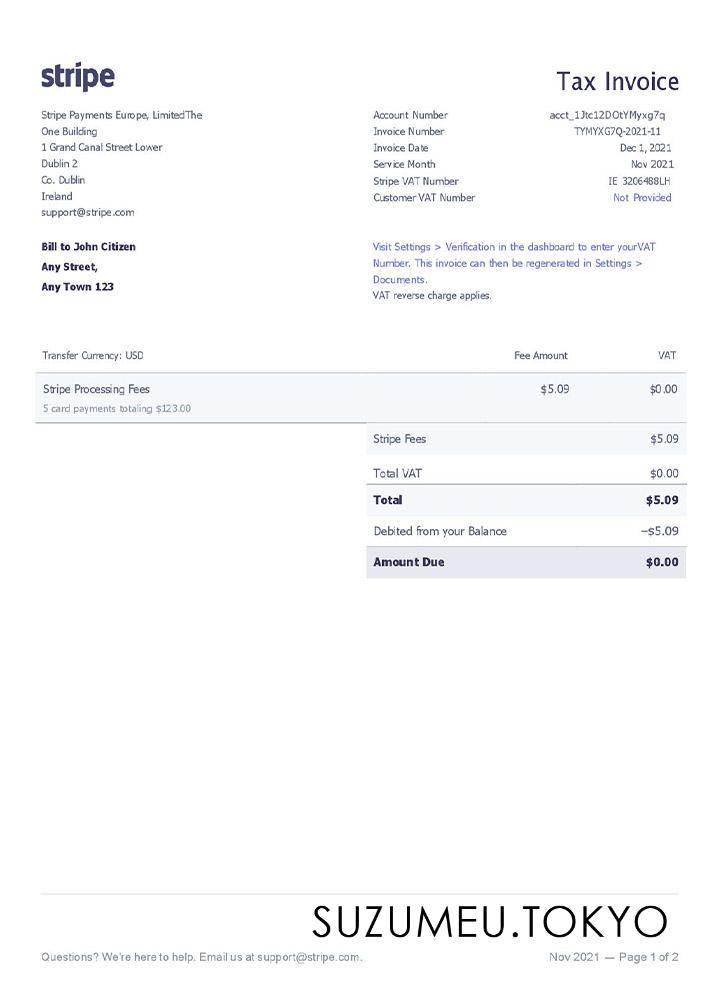 stripe
Tax Invoice
Stripe Payments Europe, LimitedThe
One Building
1 Grand Canal Street Lower
Dublin 2
Co. Dublin
Ireland
support@stripe.com
Account Number acct_1Jtc12DOtYMyxg7q
Invoice Number TYMYXG7Q-2021-11
Invoice Date Dec 1, 2021
Service Month Nov 2021
Stripe VAT Number IE 3206488LH
Customer VAT Number Not Provided
Bill to John Citizen
Any Street,
Any Town 123
Visit Settings > Verification in the dashboard to enter yourVAT
Number. This invoice can then be regenerated in Settings >
Documents.
VAT reverse charge applies.
Transfer Currency: USD Fee Amount VAT
Stripe Processing Fees $5.09 $0.00
5 card payments totaling $123.00
Stripe Fees $5.09
Total VAT $0.00
Total $5.09
Debited from your Balance −$5.09
Amount Due $0.00
SUZUMEU.TOKYO
Questions? We're here to help. Email us at support@stripe.com.
Nov 2021 — Page 1 of 2